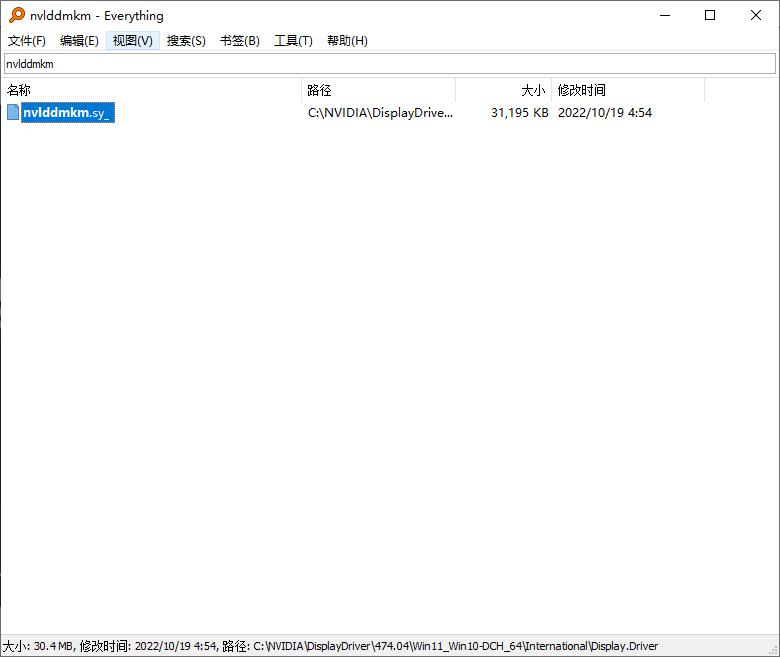 nvlddmkm - Everything
文件(F) 编辑(E) 视图(V) 搜索(S) 书签(B) 工具(T) 帮助(H)
nvlddmkm
名称 路径 大小 修改时间
nvlddmkm.sy_ C:\NVIDIA\DisplayDrive... 31,195 KB 2022/10/19 4:54
大小: 30.4 MB, 修改时间: 2022/10/19 4:54, 路径: C:\NVIDIA\DisplayDriver\474.04\Win11_Win10-DCH_64\International\Display.Driver